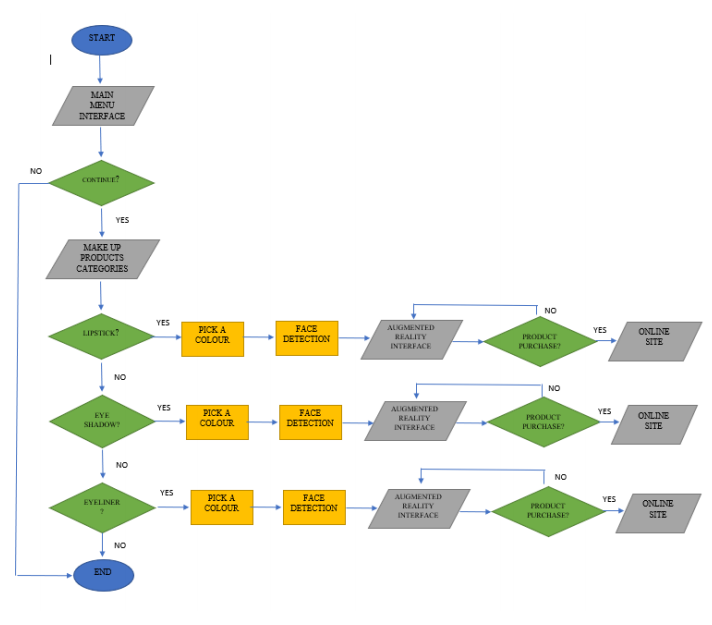 START
MAIN
MENU
INTERFACE
NO
CONTINUE?
YES
MAKE UP
PRODUCTS
CATEGORIES
LIPSTICK?
YES
PICK A
COLOUR
FACE
DETECTION
AUGMENTED
REALITY
INTERFACE
NO
PRODUCT
PURCHASE?
YES
ONLINE
SITE
NO
EYE
SHADOW?
YES
PICK A
COLOUR
FACE
DETECTION
AUGMENTED
REALITY
INTERFACE
NO
PRODUCT
PURCHASE?
YES
ONLINE
SITE
NO
EYELINER
?
YES
PICK A
COLOUR
FACE
DETECTION
AUGMENTED
REALITY
INTERFACE
NO
PRODUCT
PURCHASE?
YES
ONLINE
SITE
NO
END